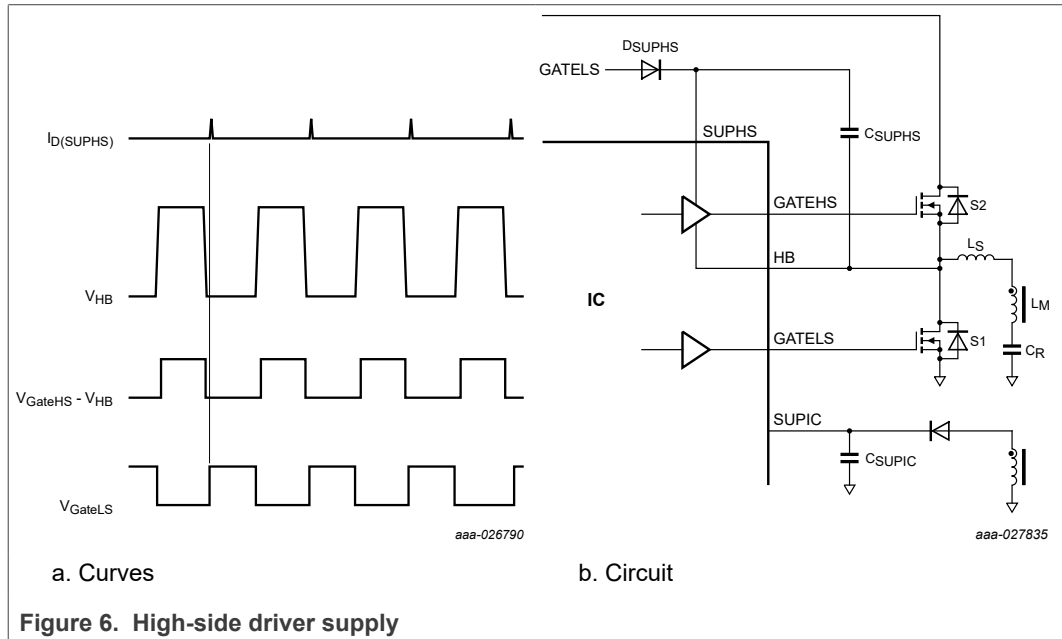 I_D(SUPHS)
V_HB
V_GateHS - V_HB
V_GateLS
aaa-026790
a. Curves
D_SUPHS
GATELS
SUPHS
C_SUPHS
GATEHS
S2
HB
L_S
IC
L_M
GATELS
S1
C_R
SUPIC
C_SUPIC
aaa-027835
b. Circuit
Figure 6. High-side driver supply